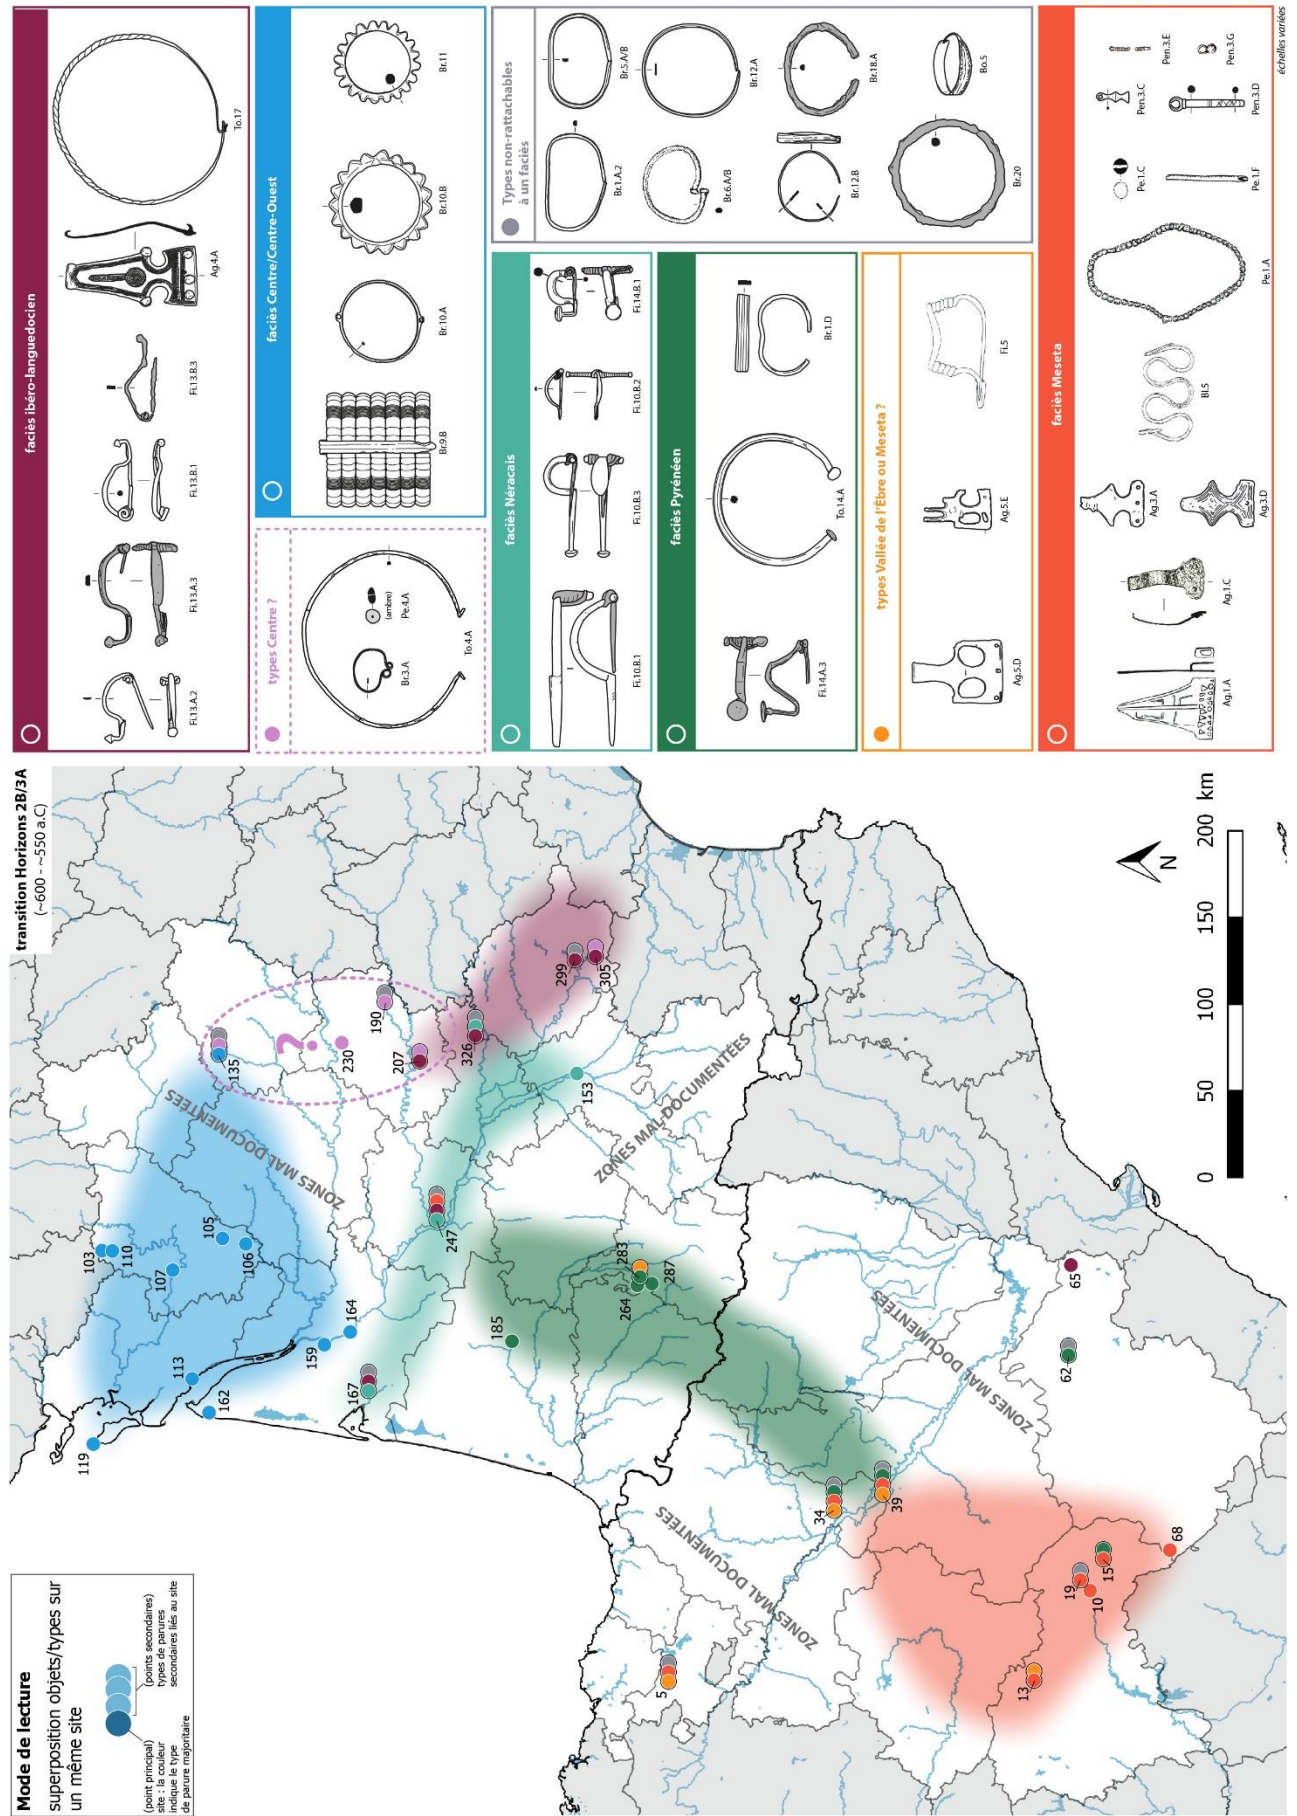 Mode de lecture
superposition objets/types sur
un même site
(point principal)
site : la couleur
indique le type
de parure majoritaire
(points secondaires)
types de parures
secondaires liés au site
transition Horizons 2B/3A
(~600 - ~550 a.C)
119
162
113
103
110
107
105
106
159
164
135
230
190
207
326
299
305
153
247
167
185
264
283
287
34
39
5
13
19
10
15
68
62
65
?
ZONES MAL DOCUMENTÉES
ZONES MAL DOCUMENTÉES
ZONES MAL DOCUMENTÉES
ZONES MAL DOCUMENTÉES
N
0 50 100 150 200 km
faciès ibéro-languedocien
Fi.13.A.2
Fi.13.A.3
Fi.13.B.1
Fi.13.B.3
Ag.4.A
To.17
types Centre ?
Br.3.A
(ambre)
Pe.4.A
To.4.A
faciès Centre/Centre-Ouest
Br.9.B
Br.10.A
Br.10.B
Br.11
faciès Néracais
Fi.10.B.1
Fi.10.B.3
Fi.10.B.2
Fi.14.B.1
Types non-rattachables
à un faciès
Br.1.A.2
Br.5.A/B
Br.6.A/B
Br.12.A
Br.12.B
Br.18.A
Br.20
Bo.5
faciès Pyrénéen
Fi.14.A.3
To.14.A
Br.1.D
types Vallée de l'Èbre ou Meseta ?
Ag.5.D
Ag.5.E
Fi.5
faciès Meseta
Ag.1.A
Ag.1.C
Ag.3.A
Ag.3.D
Bl.5
Pe.1.A
Pe.1.C
Pe.1.F
Pen.3.C
Pen.3.D
Pen.3.E
Pen.3.G
échelles variées